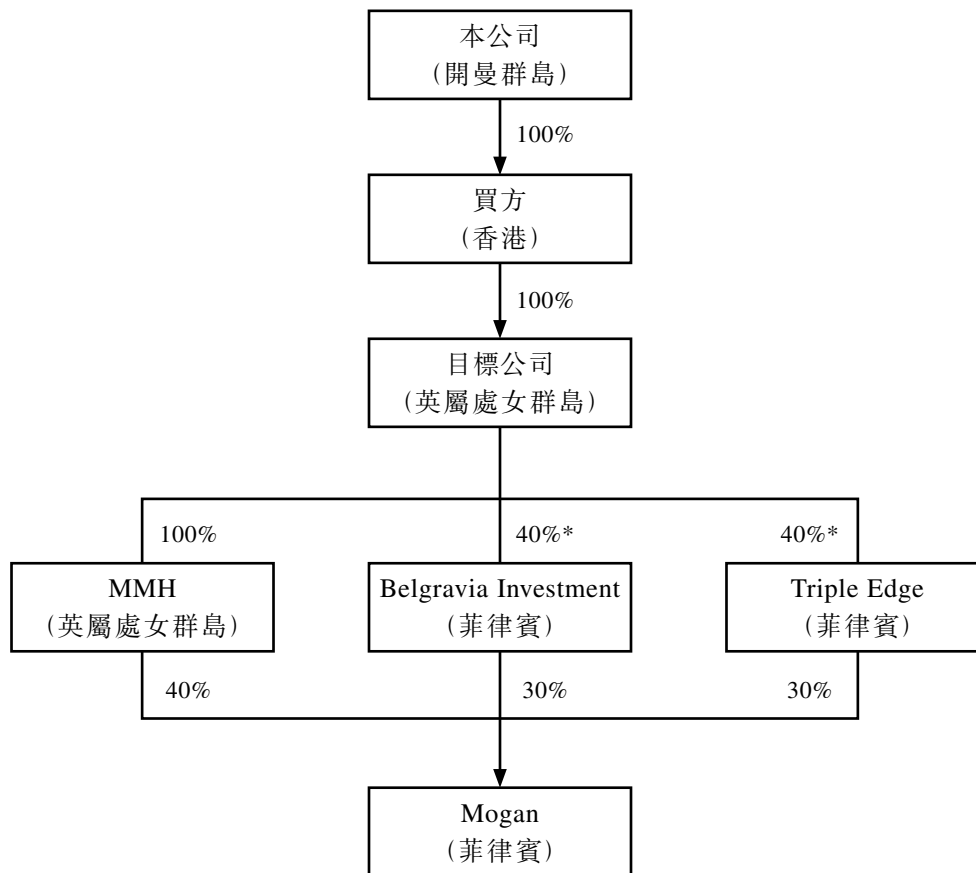 本公司
(開曼群島)
100%
買方
(香港)
100%
目標公司
(英屬處女群島)
100%
40%*
40%*
MMH
(英屬處女群島)
Belgravia Investment
(菲律賓)
Triple Edge
(菲律賓)
40%
30%
30%
Mogan
(菲律賓)